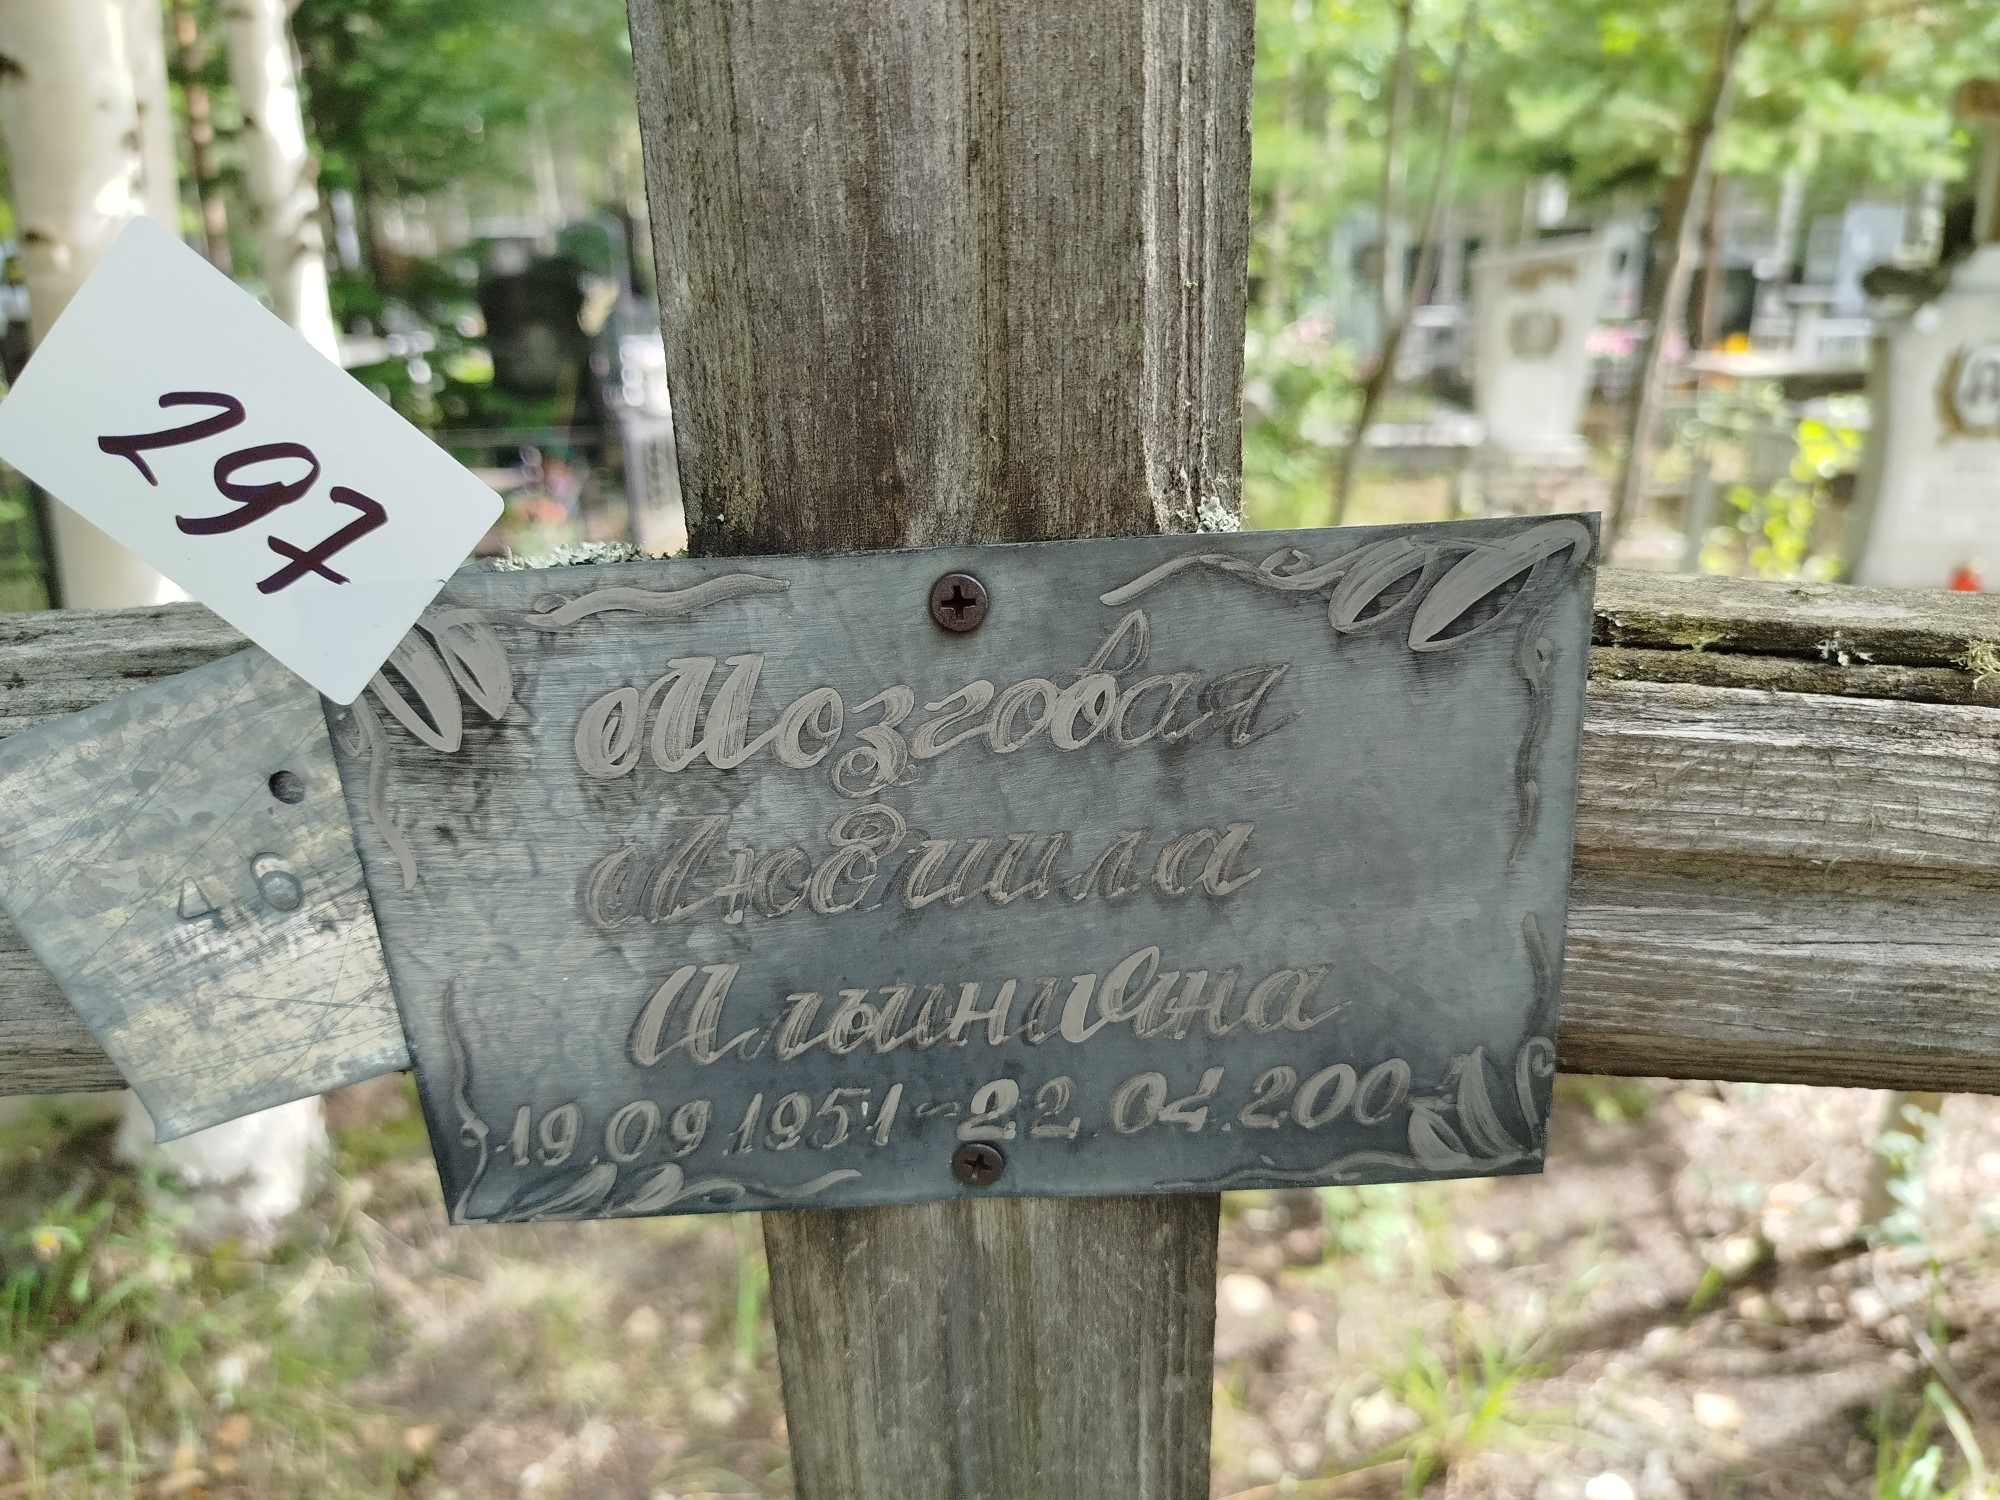 297
46
Мозговая
Людмила
Ильинична
19.09.1951 - 22.04.200